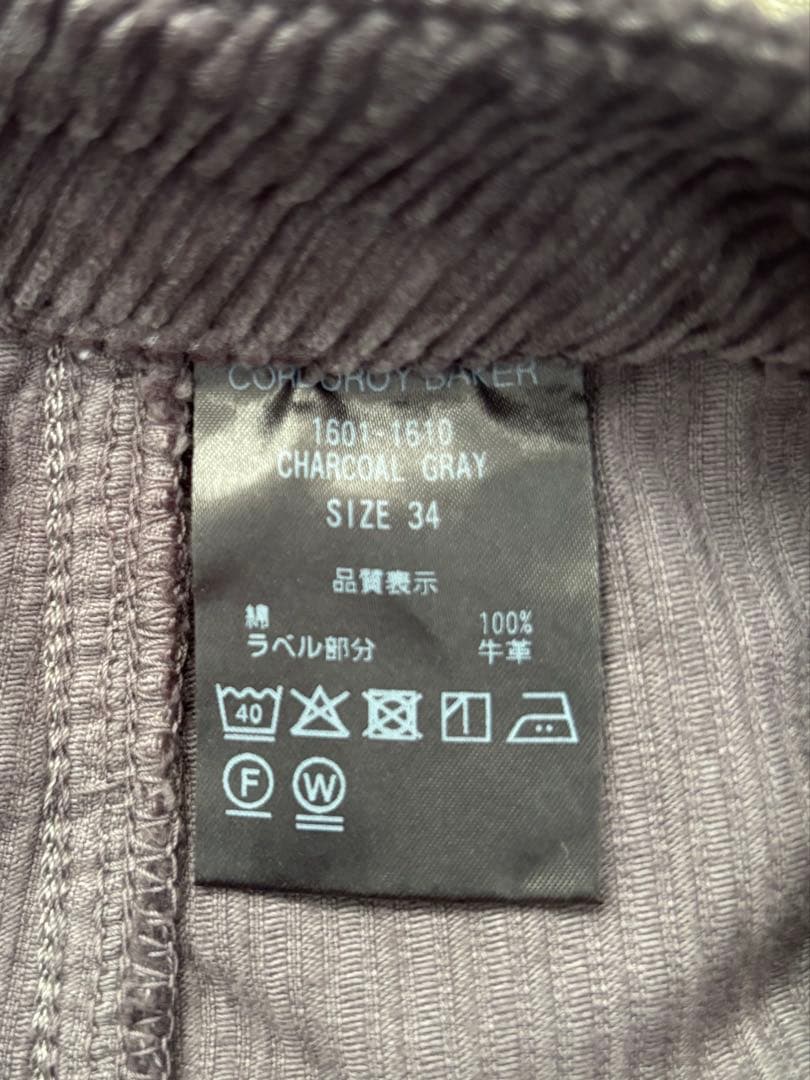 CORDUROY BAKER
1601-1610
CHARCOAL GRAY
SIZE 34
品質表示
綿 100%
ラベル部分 牛革
40
F W